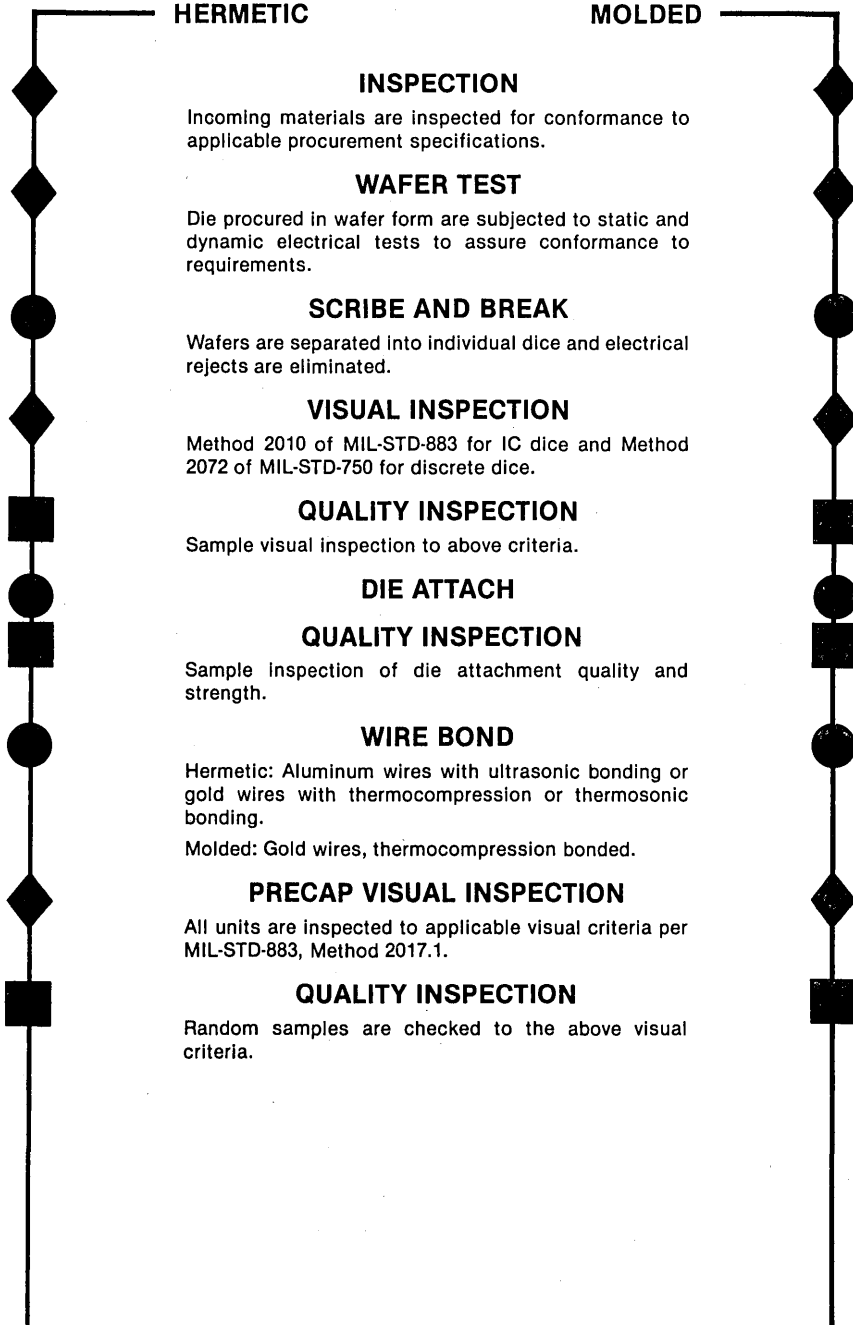 HERMETIC MOLDED
INSPECTION
Incoming materials are inspected for conformance to
applicable procurement specifications.
WAFER TEST
Die procured in wafer form are subjected to static and
dynamic electrical tests to assure conformance to
requirements.
SCRIBE AND BREAK
Wafers are separated into individual dice and electrical
rejects are eliminated.
VISUAL INSPECTION
Method 2010 of MIL-STD-883 for IC dice and Method
2072 of MIL-STD-750 for discrete dice.
QUALITY INSPECTION
Sample visual inspection to above criteria.
DIE ATTACH
QUALITY INSPECTION
Sample inspection of die attachment quality and
strength.
WIRE BOND
Hermetic: Aluminum wires with ultrasonic bonding or
gold wires with thermocompression or thermosonic
bonding.
Molded: Gold wires, thermocompression bonded.
PRECAP VISUAL INSPECTION
All units are inspected to applicable visual criteria per
MIL-STD-883, Method 2017.1.
QUALITY INSPECTION
Random samples are checked to the above visual
criteria.